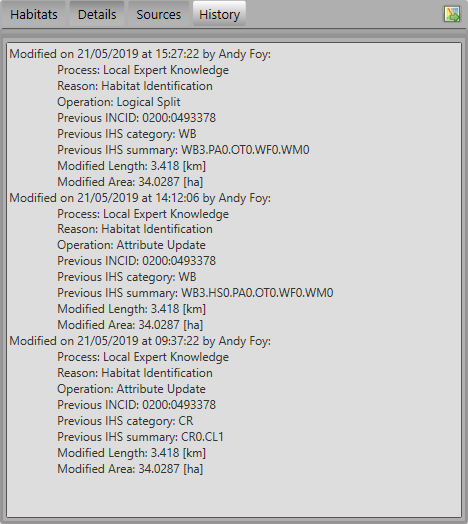 Habitats Details Sources History
Modified on 21/05/2019 at 15:27:22 by Andy Foy:
Process: Local Expert Knowledge
Reason: Habitat Identification
Operation: Logical Split
Previous INCID: 0200:0493378
Previous IHS category: WB
Previous IHS summary: WB3.PA0.OT0.WF0.WM0
Modified Length: 3.418 [km]
Modified Area: 34.0287 [ha]
Modified on 21/05/2019 at 14:12:06 by Andy Foy:
Process: Local Expert Knowledge
Reason: Habitat Identification
Operation: Attribute Update
Previous INCID: 0200:0493378
Previous IHS category: WB
Previous IHS summary: WB3.HS0.PA0.OT0.WF0.WM0
Modified Length: 3.418 [km]
Modified Area: 34.0287 [ha]
Modified on 21/05/2019 at 09:37:22 by Andy Foy:
Process: Local Expert Knowledge
Reason: Habitat Identification
Operation: Attribute Update
Previous INCID: 0200:0493378
Previous IHS category: CR
Previous IHS summary: CR0.CL1
Modified Length: 3.418 [km]
Modified Area: 34.0287 [ha]